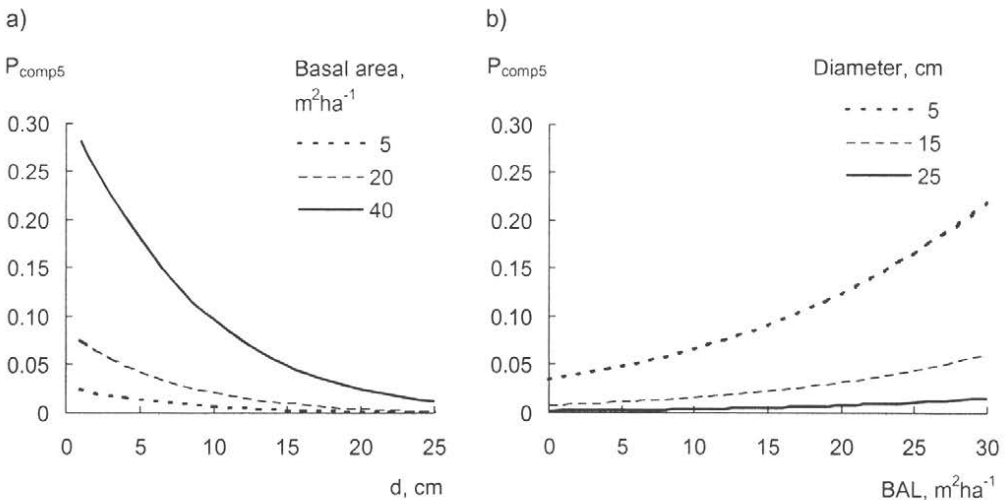 a)
P_comp5
Basal area,
m²ha⁻¹
5
20
40
0.30
0.25
0.20
0.15
0.10
0.05
0
0 5 10 15 20 25
d, cm
b)
P_comp5
Diameter, cm
5
15
25
0.30
0.25
0.20
0.15
0.10
0.05
0
0 5 10 15 20 25 30
BAL, m²ha⁻¹